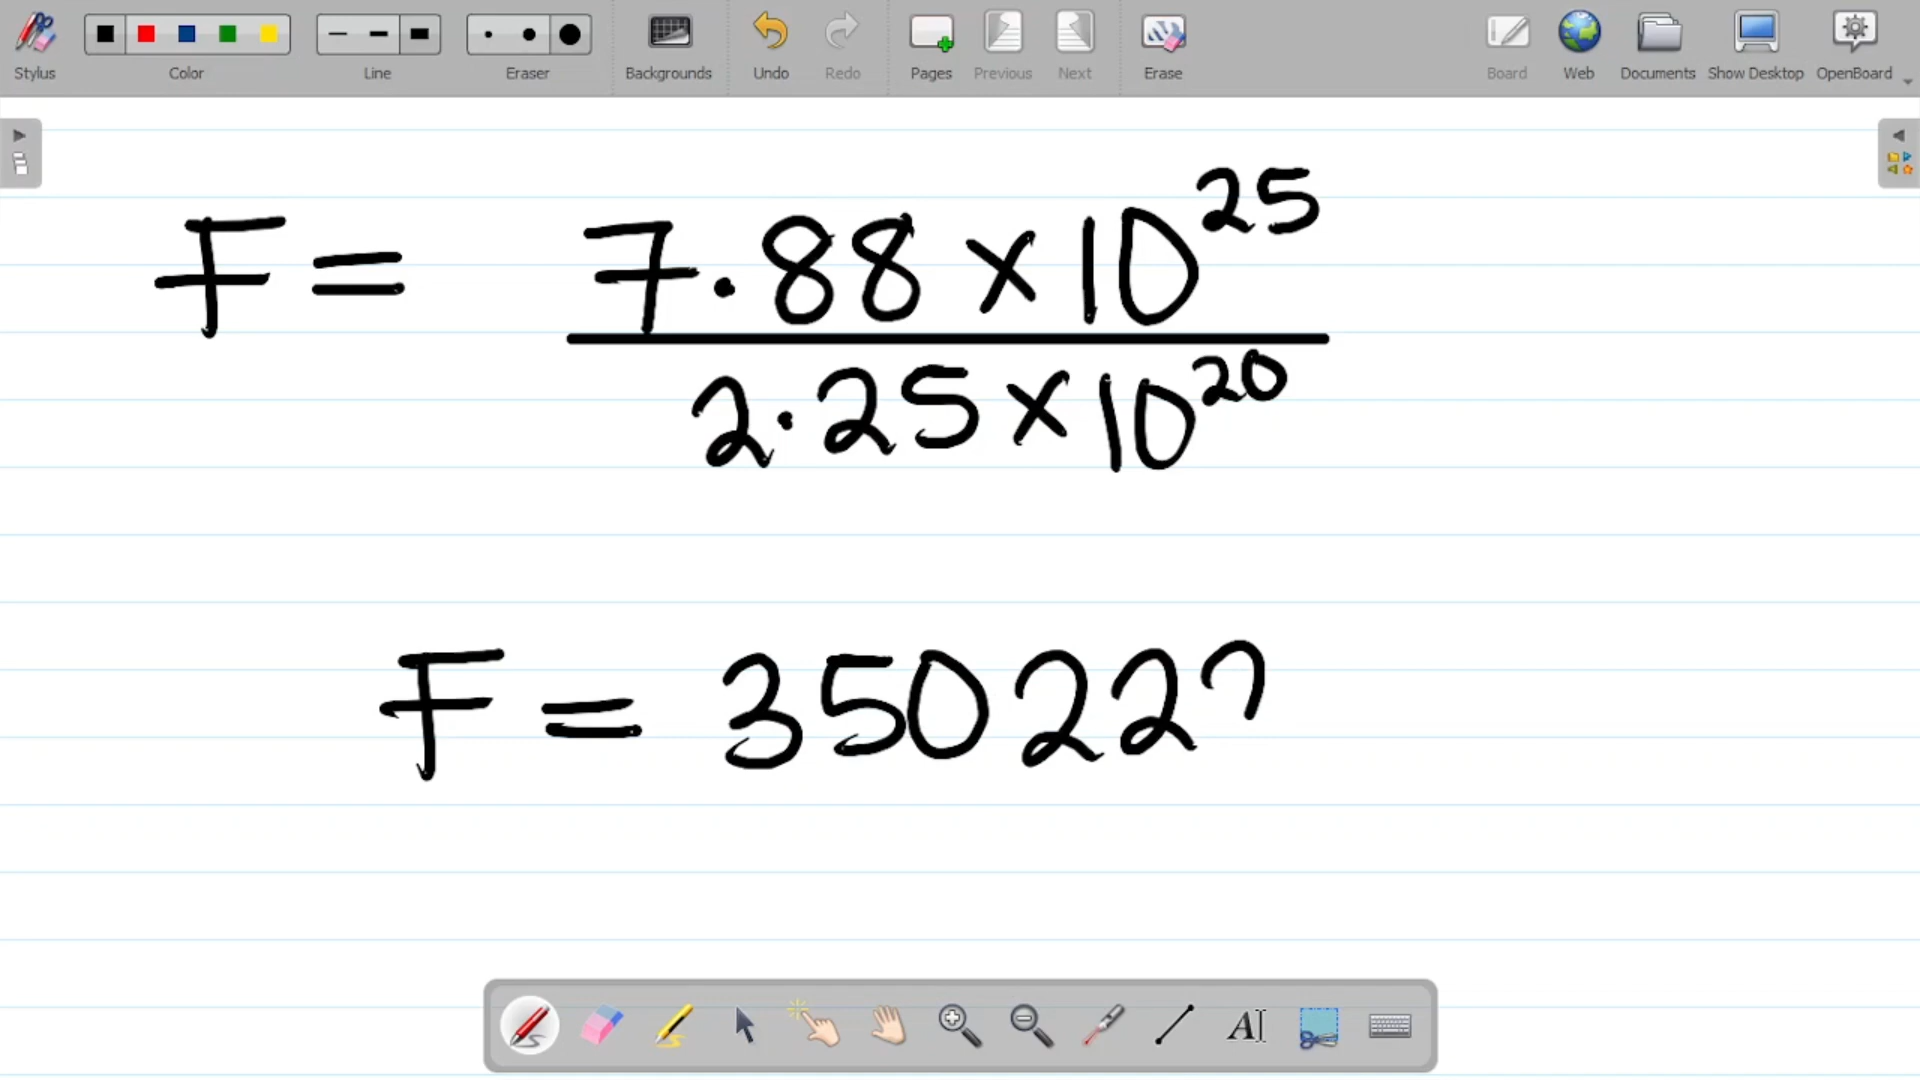 Stylus Color Line Eraser Backgrounds Undo Redo Pages Previous Next Erase Board Web Documents Show Desktop OpenBoard
F = 7.88 × 10^25
2.25 × 10^20
F = 35022